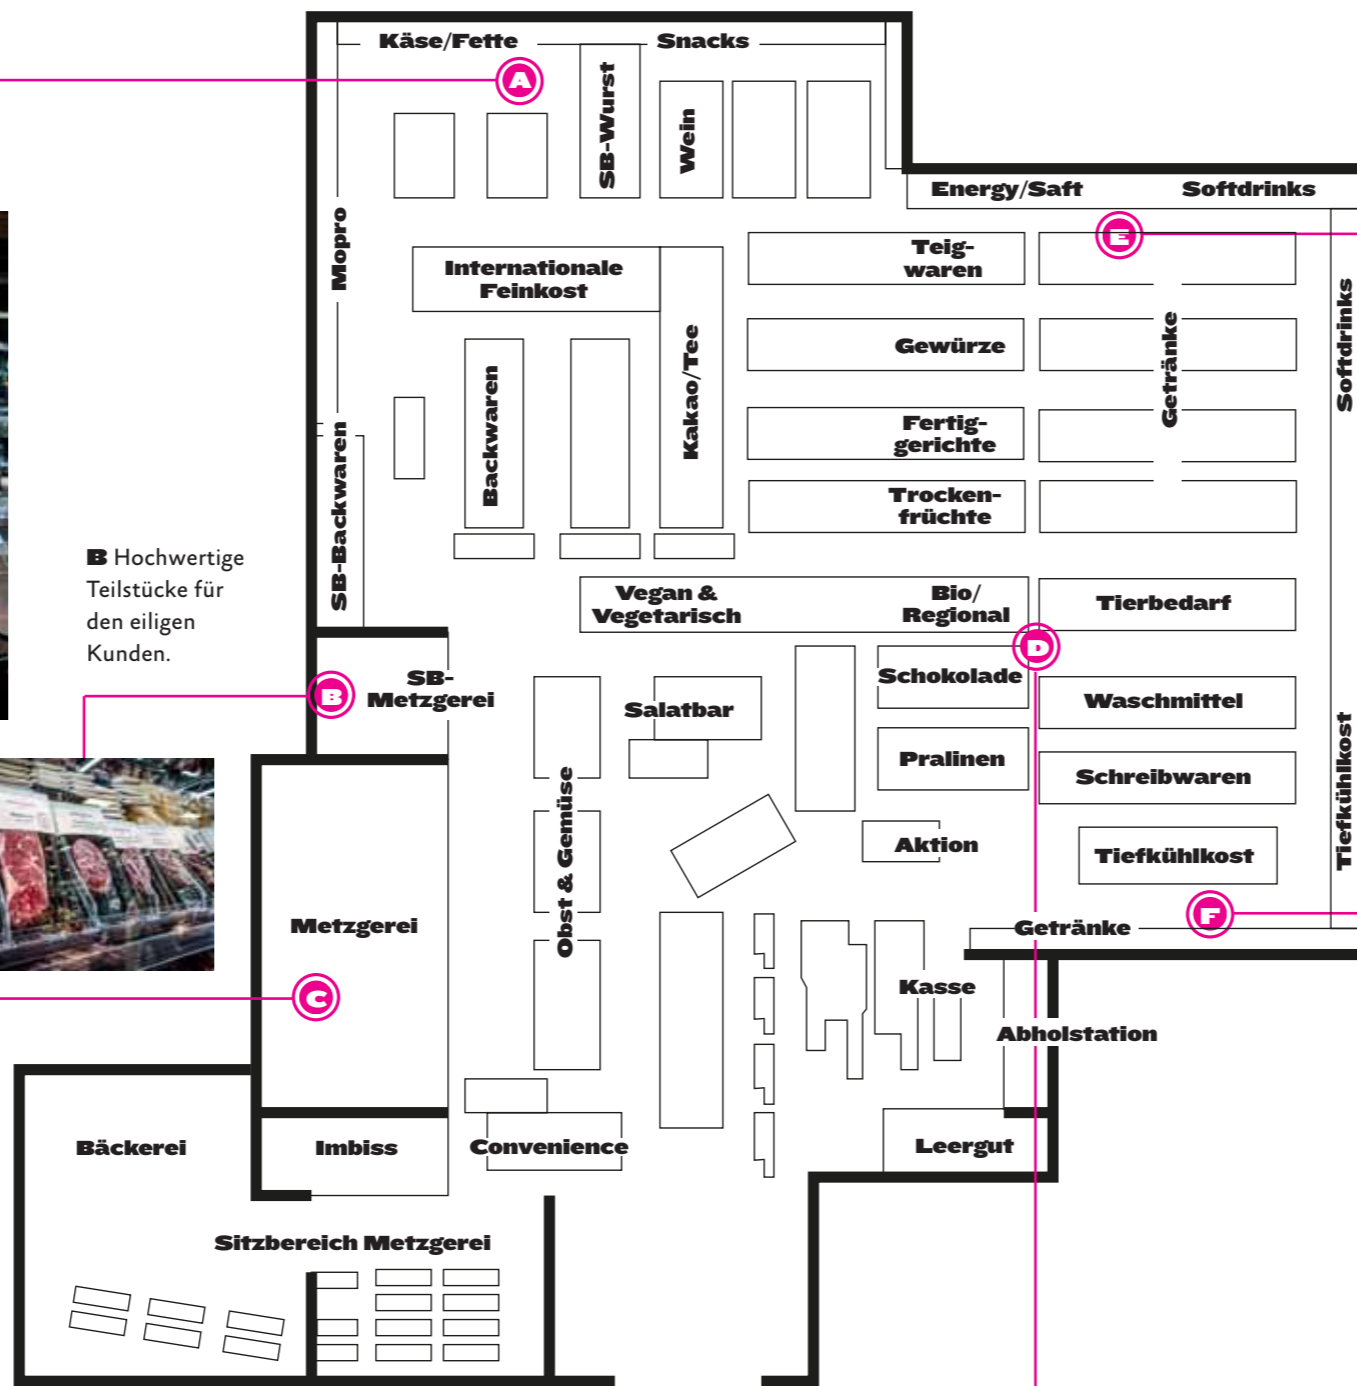 Käse/Fette
Snacks
A
SB-Wurst
Wein
Energy/Saft
Softdrinks
E
Mopro
Internationale
Feinkost
Teig-
waren
Kakao/Tee
Gewürze
Getränke
Softdrinks
Backwaren
Fertig-
gerichte
SB-Backwaren
Trocken-
früchte
B Hochwertige
Teilstücke für
den eiligen
Kunden.
Vegan &
Vegetarisch
Bio/
Regional
Tierbedarf
D
B
SB-
Metzgerei
Salatbar
Schokolade
Waschmittel
Pralinen
Schreibwaren
Tiefkühlkost
Obst & Gemüse
Aktion
Tiefkühlkost
F
Metzgerei
Getränke
C
Kasse
Abholstation
Bäckerei
Imbiss
Convenience
Leergut
Sitzbereich Metzgerei